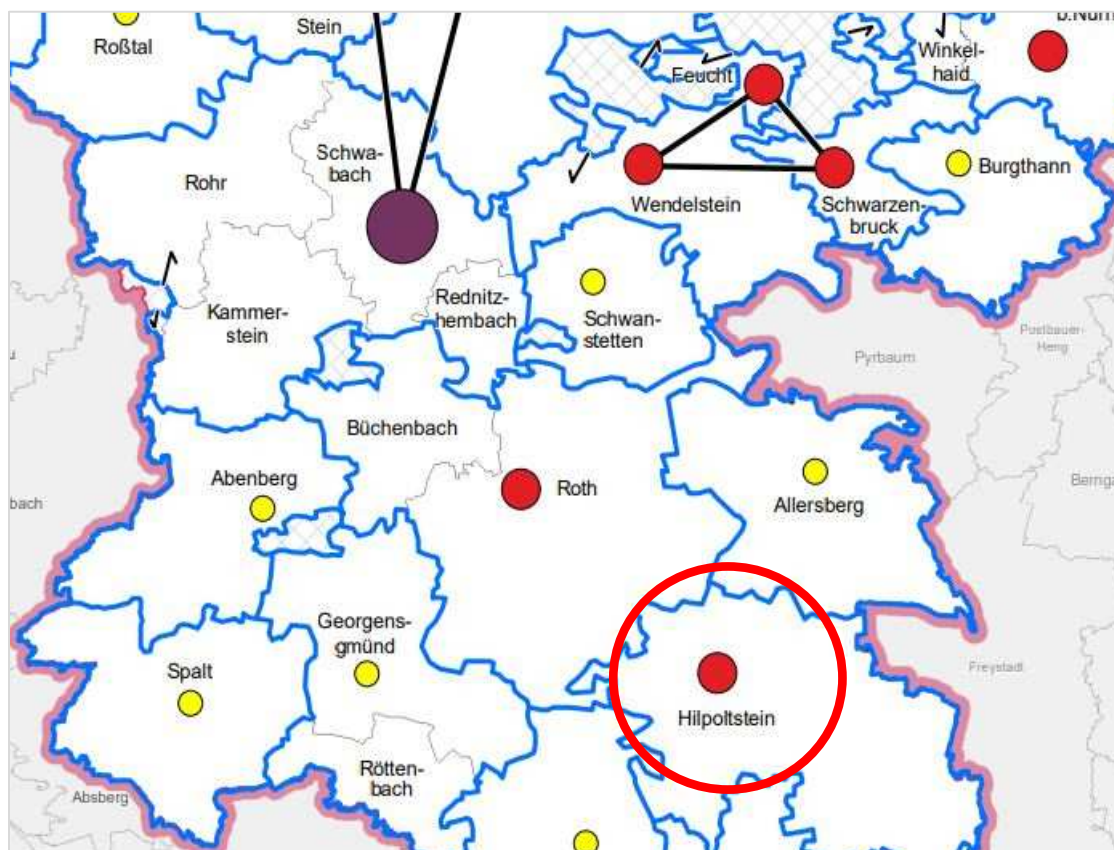 Roßtal
Stein
b.Nürn
Winkel-
haid
Feucht
Schwa-
bach
Rohr
Burgthann
Wendelstein
Schwarzen-
bruck
Kammer-
stein
Rednitz-
hembach
Schwan-
stetten
Postbauer-
Heng
Pyrbaum
Büchenbach
Abenberg
Roth
Allersberg
Bernga
bach
Georgens-
gmünd
Spalt
Freystadt
Hilpoltstein
Rötten-
bach
Absberg